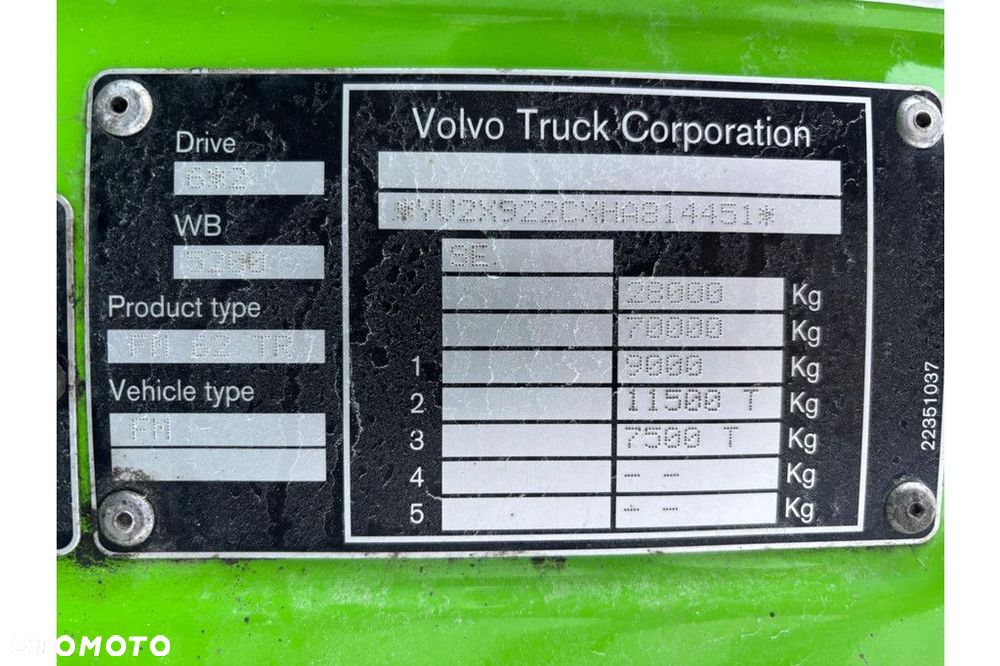 Volvo Truck Corporation
Drive
6*2
WB
5290
Product type
FM 62 TR
Vehicle type
FM
*YV2X922CXHA814451*
SE
28000 Kg
70000 Kg
1 9000 Kg
2 11500 T Kg
3 7500 T Kg
4 -- Kg
5 -- Kg
22351037
OTOMOTO